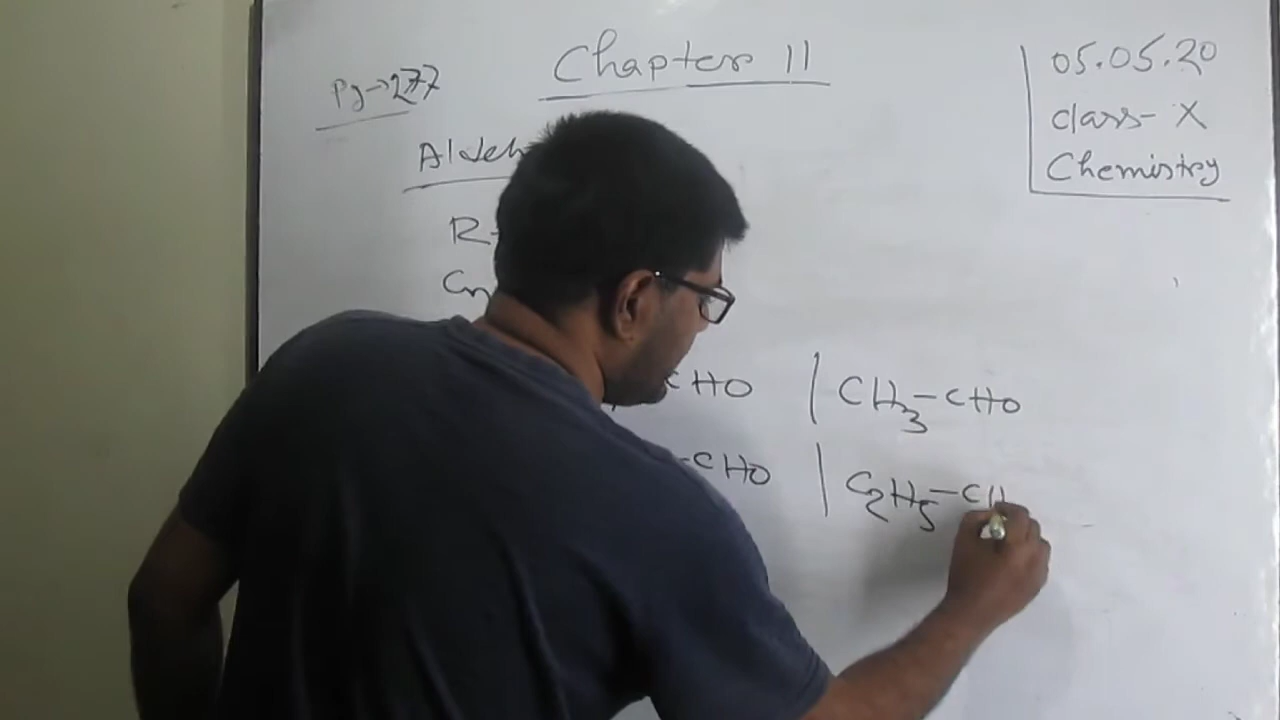 Chapter 11
Pg→277
05.05.20
class- X
Chemistry
Aldeh
R-
Cn
CHO | CH3-CHO
-CHO | C2H5-CH